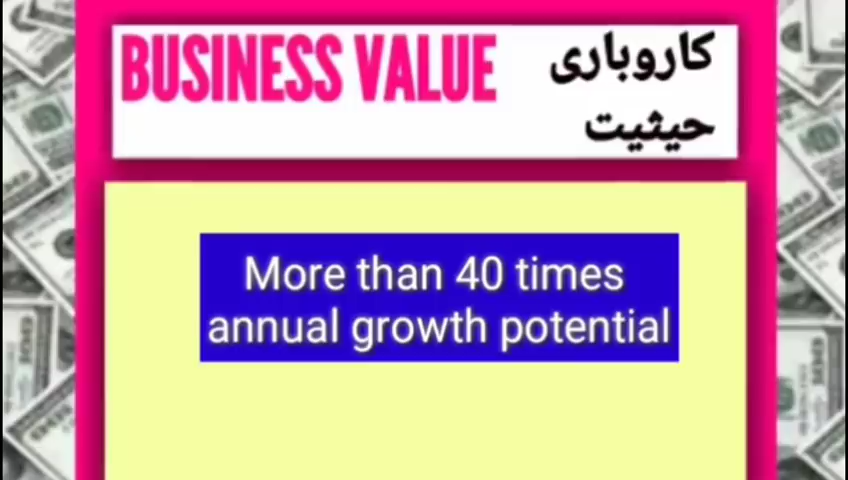 BUSINESS VALUE
کاروباری
حیثیت
More than 40 times
annual growth potential